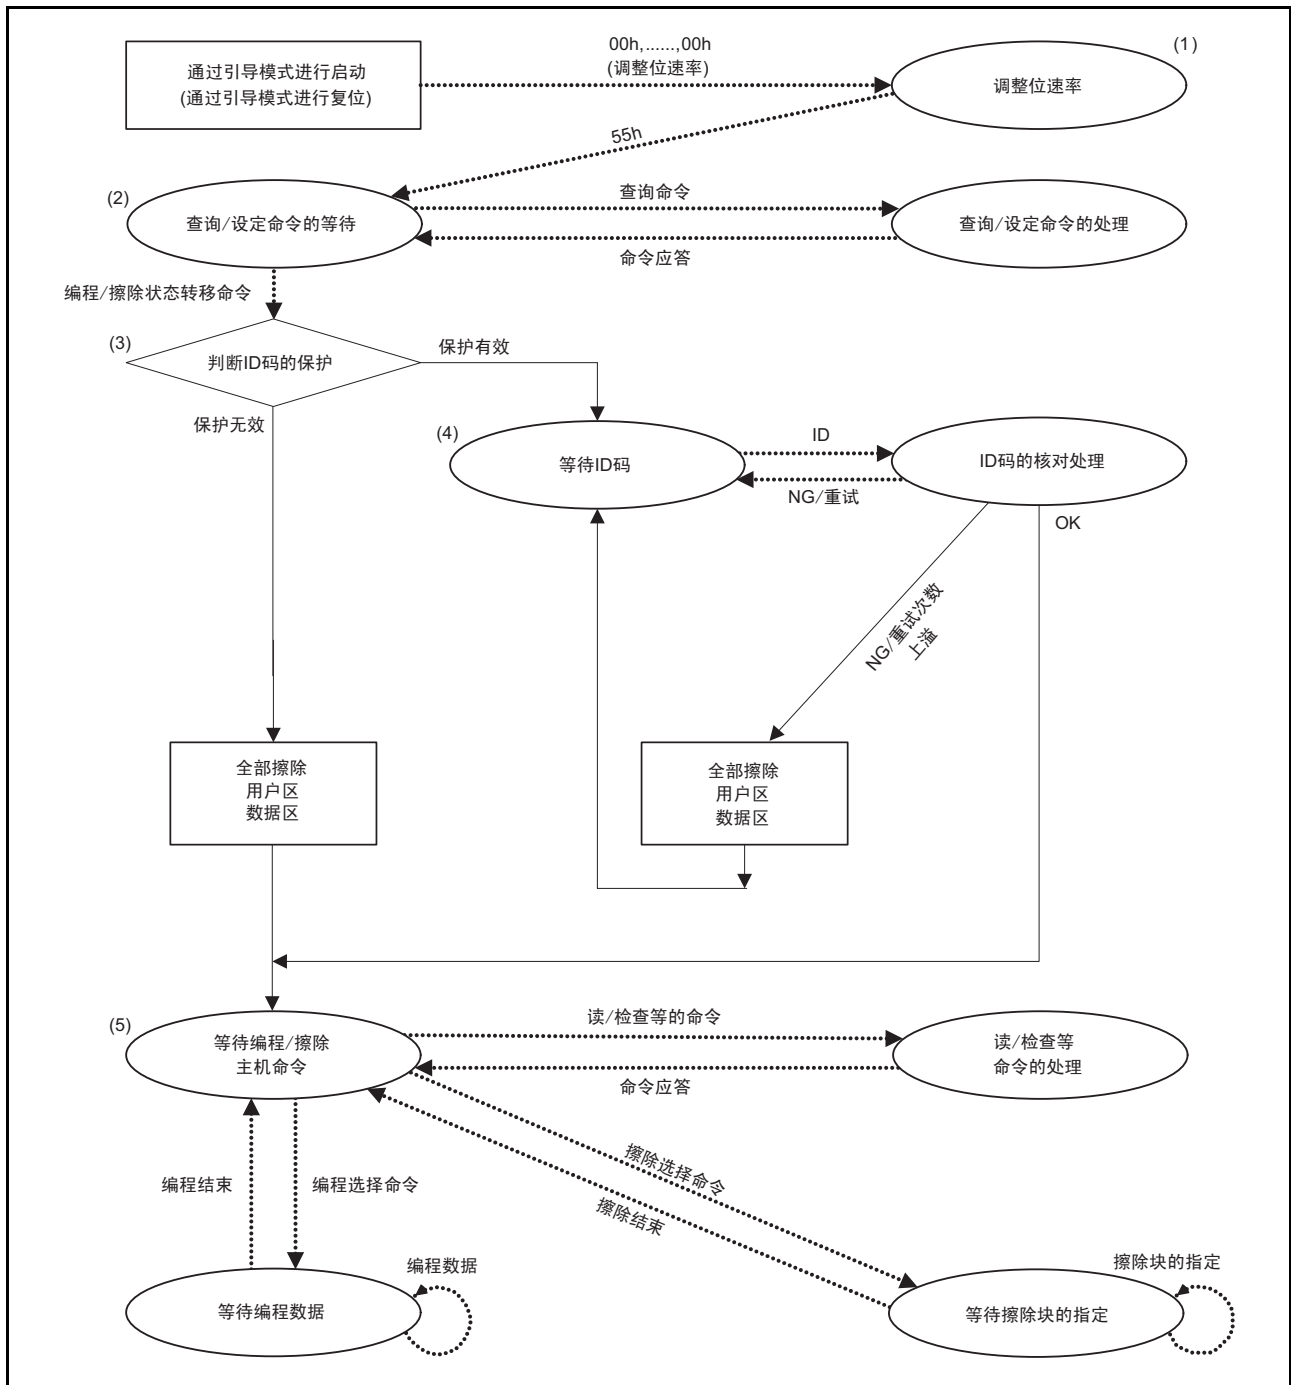 通过引导模式进行启动
(通过引导模式进行复位)
00h,......,00h
(调整位速率)
(1)
调整位速率
55h
(2)
查询/设定命令的等待
查询命令
命令应答
查询/设定命令的处理
编程/擦除状态转移命令
(3)
判断ID码的保护
保护有效
保护无效
(4)
等待ID码
ID
NG/重试
ID码的核对处理
OK
NG/重试次数
上溢
全部擦除
用户区
数据区
全部擦除
用户区
数据区
(5)
等待编程/擦除
主机命令
读/检查等的命令
命令应答
读/检查等
命令的处理
擦除选择命令
擦除结束
编程结束
编程选择命令
编程数据
等待编程数据
擦除块的指定
等待擦除块的指定